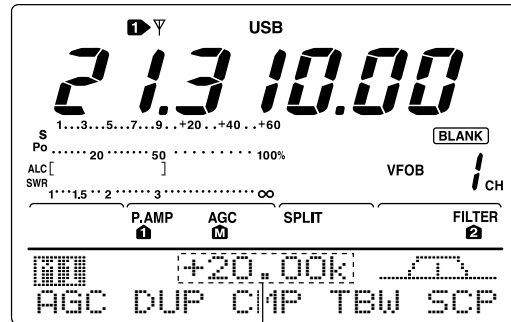 1 USB
21.310.00
1...3...5...7...9..+20..+40..+60
S
Po 20 50 100%
BLANK
ALC
VFOB 1 CH
SWR 1 1.5 2 3 ∞
P.AMP AGC SPLIT FILTER
1 M 2
M1 +20.00k
AGC DUP CMP TBW SCP